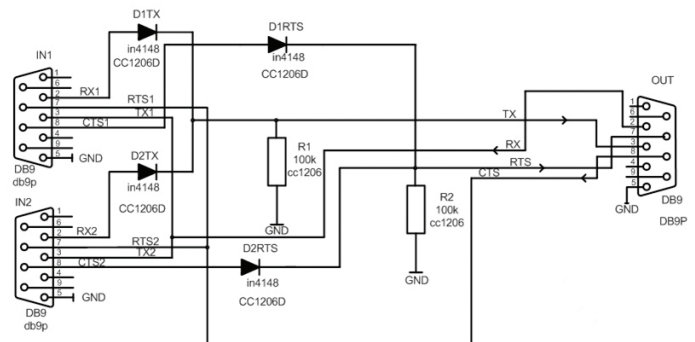 D1TX
in4148
CC1206D
D1RTS
in4148
CC1206D
IN1
1
6
2
7
3
8
4
9
5
RX1
RTS1
TX1
CTS1
GND
DB9
db9p
D2TX
in4148
CC1206D
R1
100k
cc1206
GND
TX
RX
RTS
CTS
OUT
1
6
2
7
3
8
4
9
5
GND
DB9
DB9P
R2
100k
cc1206
GND
IN2
1
6
2
7
3
8
4
9
5
RX2
RTS2
TX2
CTS2
GND
DB9
db9p
D2RTS
in4148
CC1206D